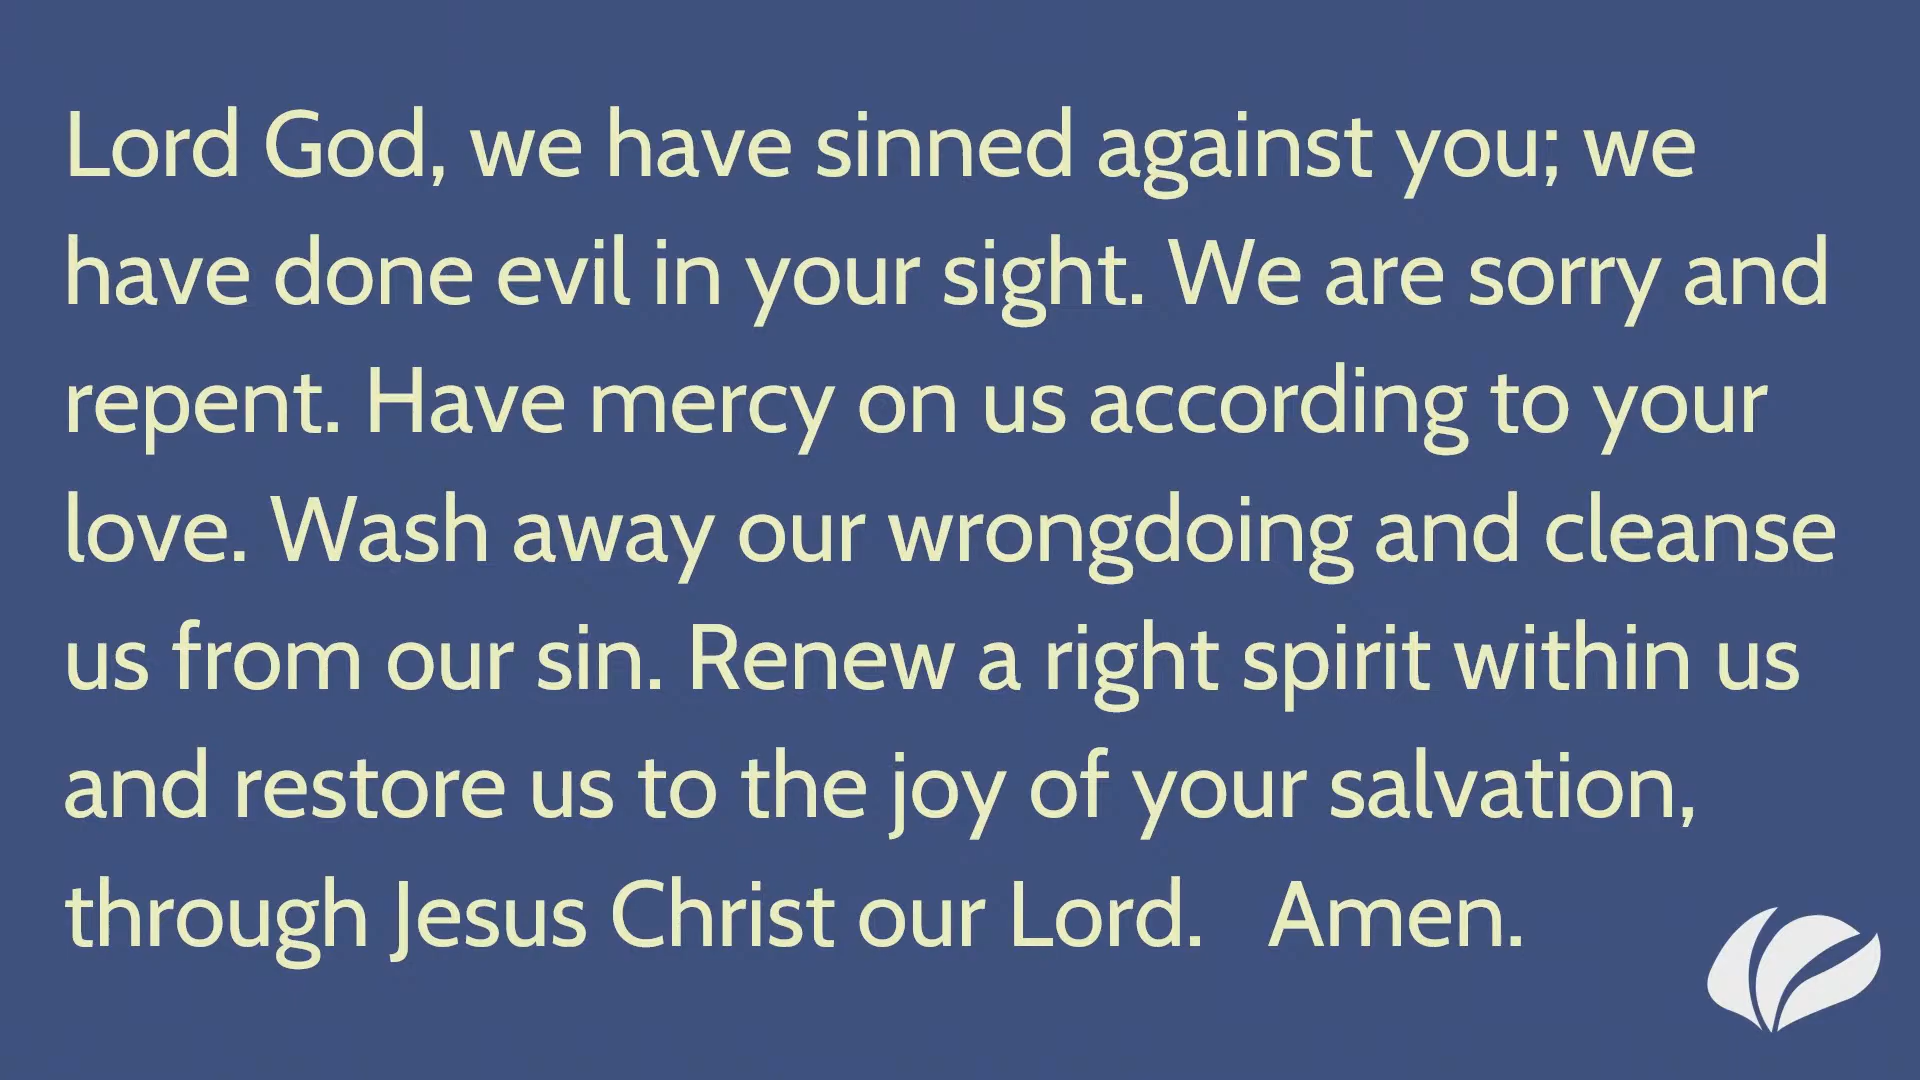 Lord God, we have sinned against you; we
have done evil in your sight. We are sorry and
repent. Have mercy on us according to your
love. Wash away our wrongdoing and cleanse
us from our sin. Renew a right spirit within us
and restore us to the joy of your salvation,
through Jesus Christ our Lord.   Amen.